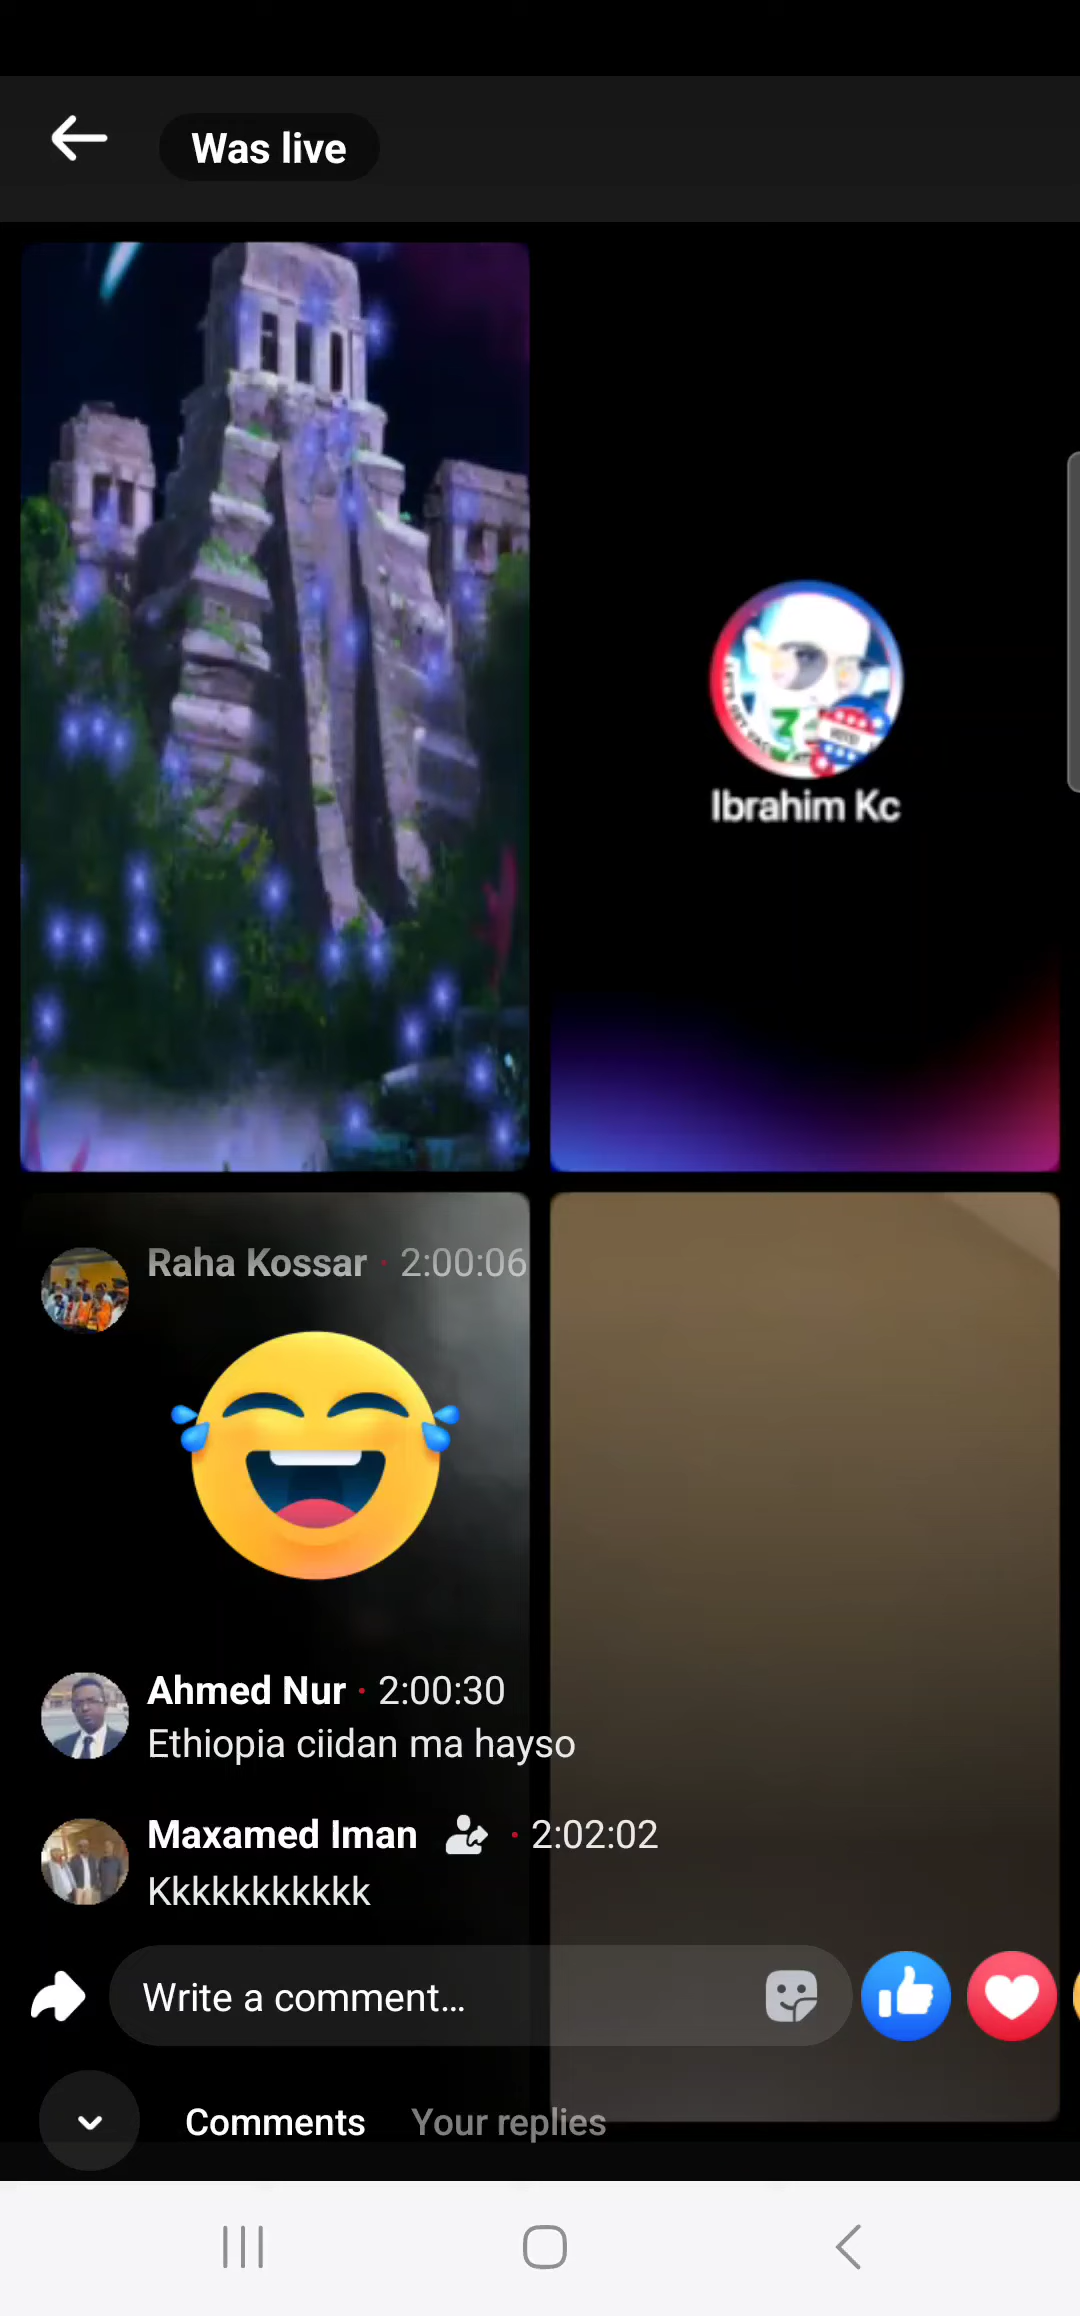 Was live
Ibrahim Kc
Raha Kossar · 2:00:06
Ahmed Nur · 2:00:30
Ethiopia ciidan ma hayso
Maxamed Iman · 2:02:02
Kkkkkkkkkkk
Write a comment...
Comments Your replies